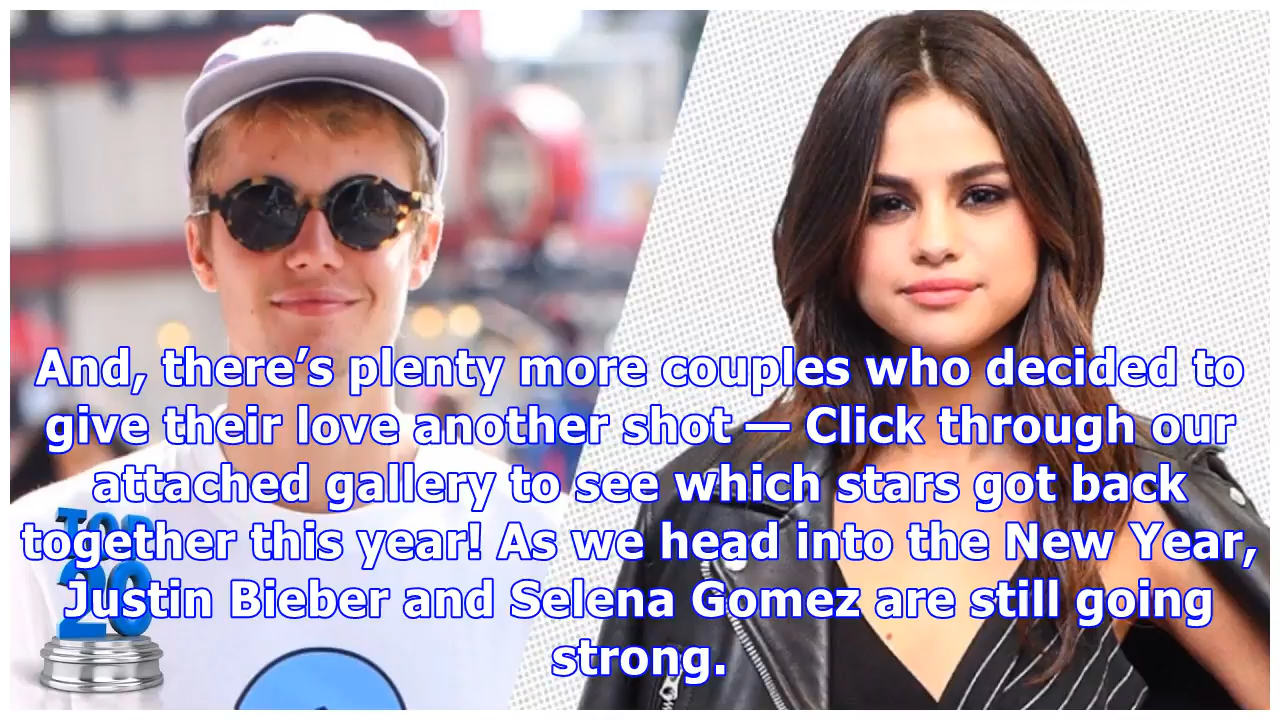 And, there’s plenty more couples who decided to
give their love another shot — Click through our
attached gallery to see which stars got back
together this year! As we head into the New Year,
Justin Bieber and Selena Gomez are still going
strong.
TOP
20